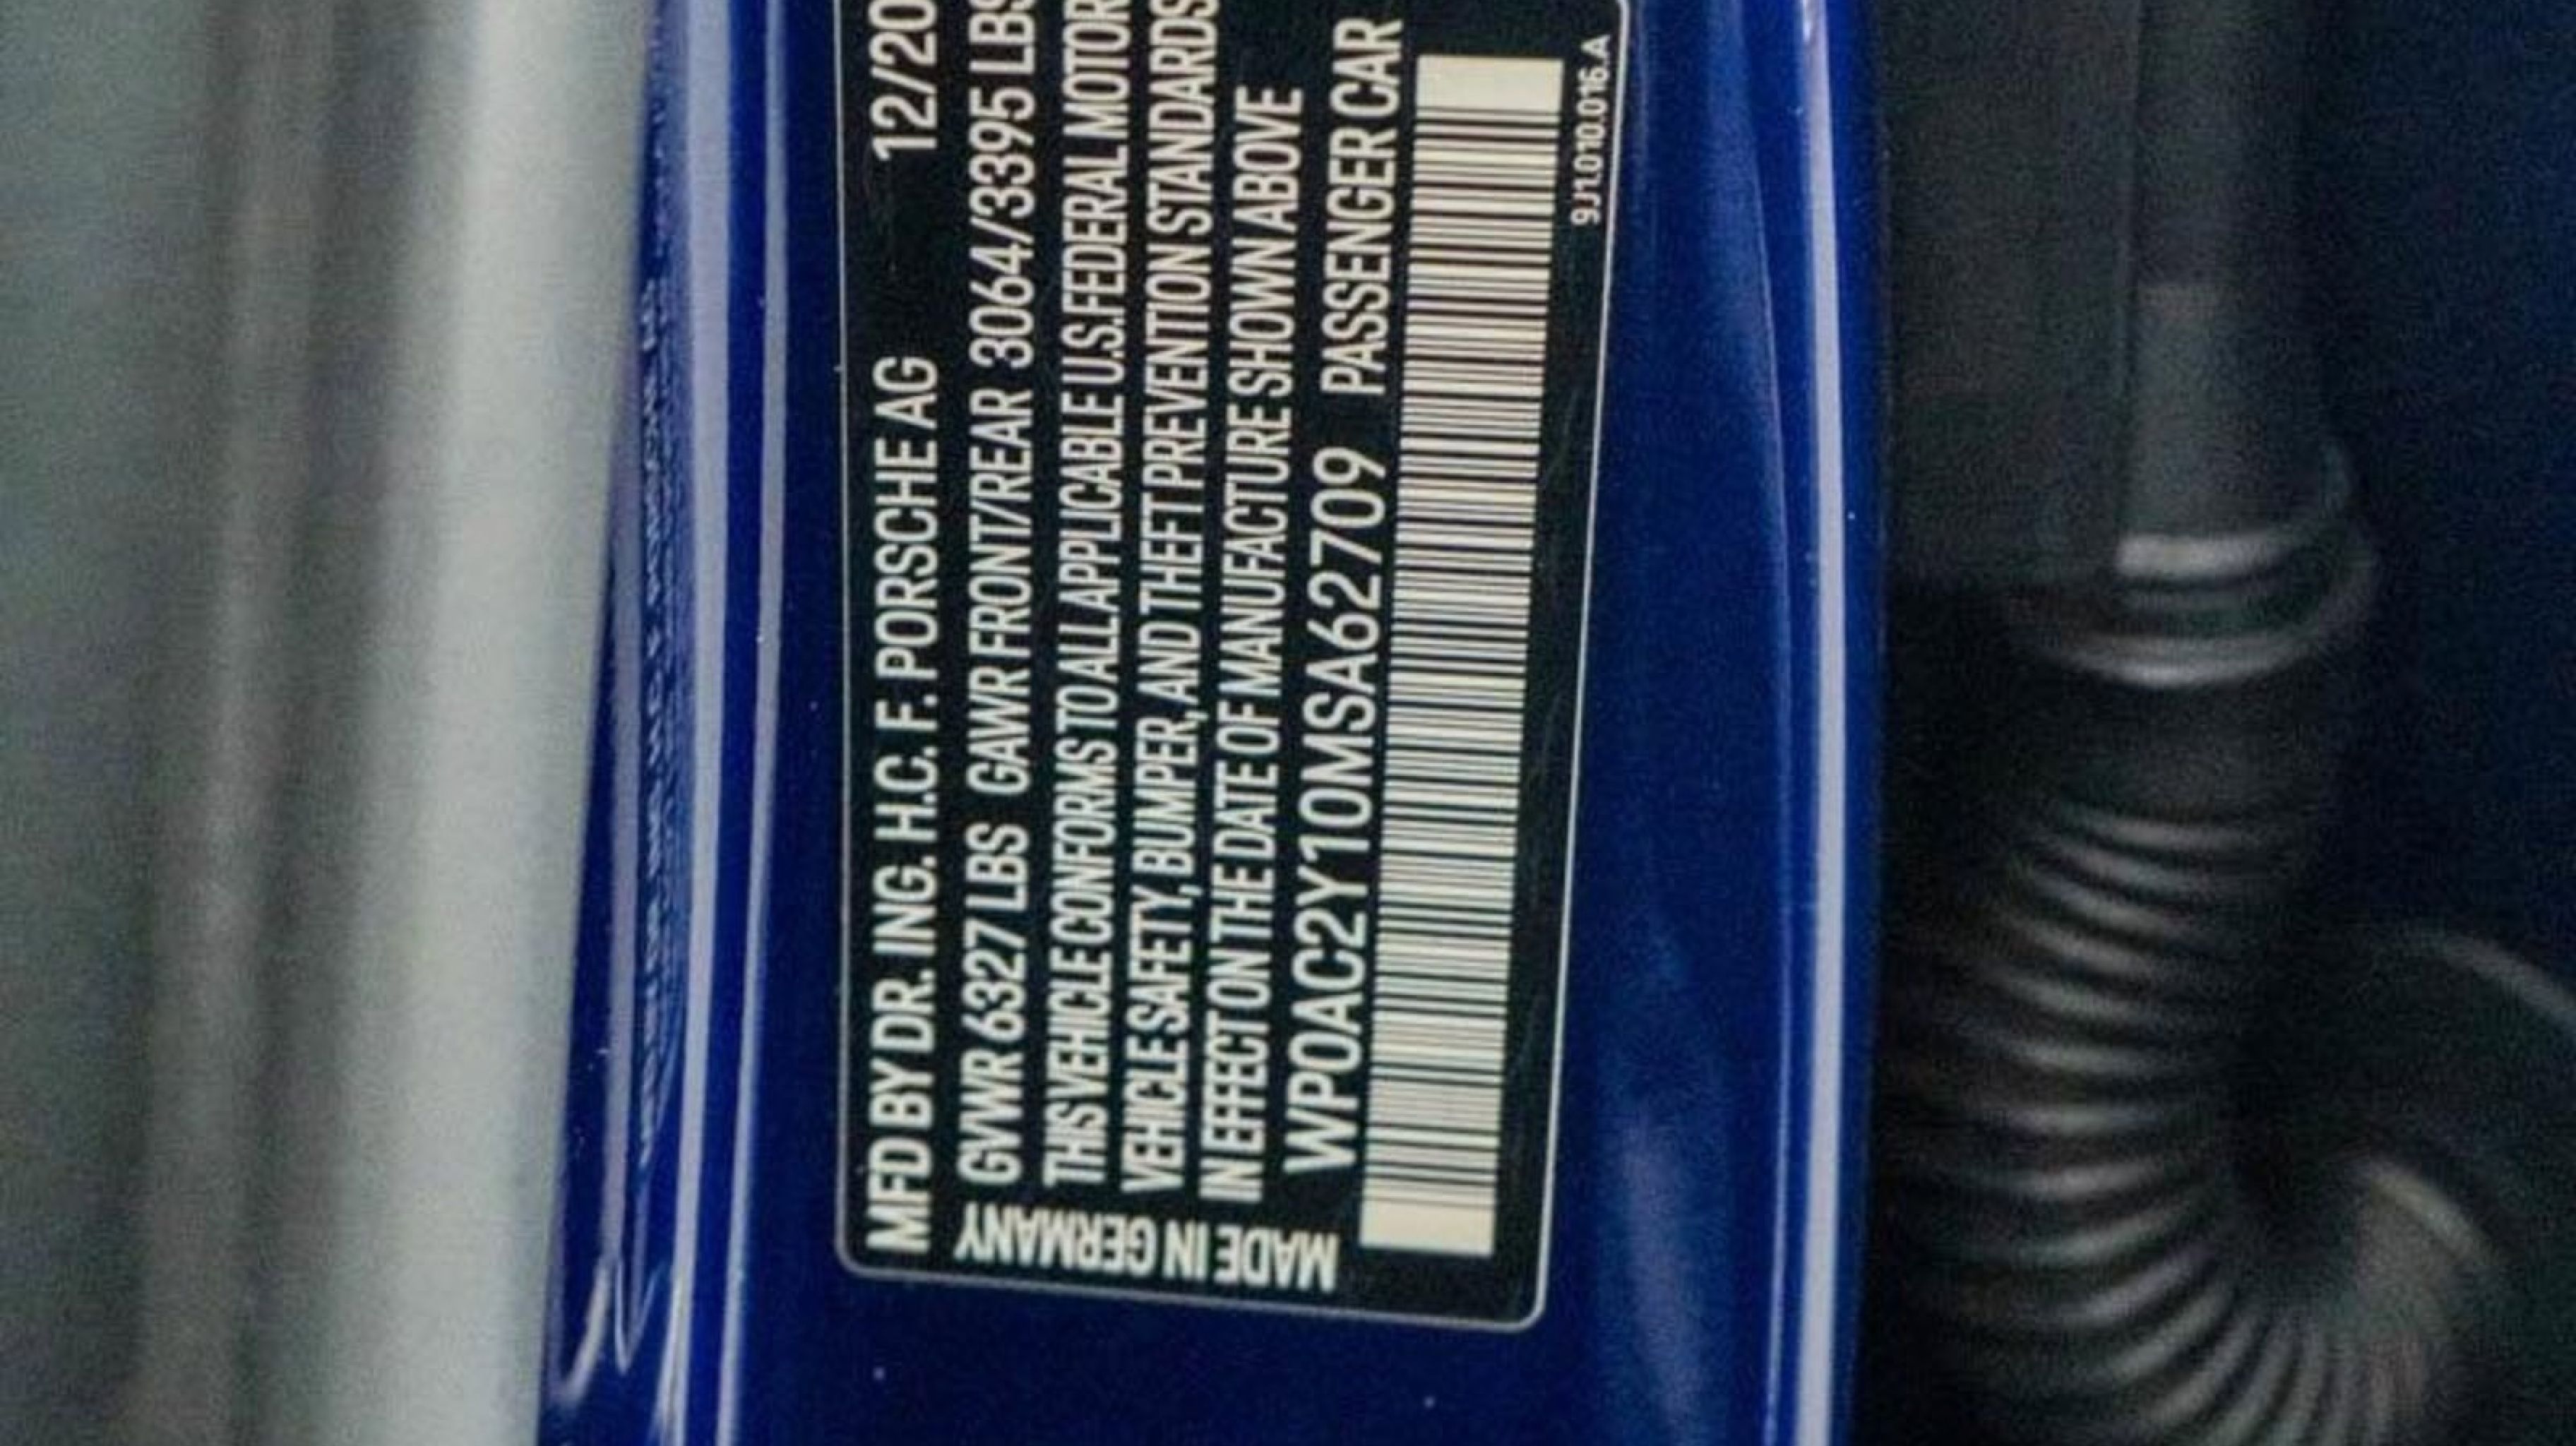 MFD BY DR. ING. H.C. F. PORSCHE AG 12/20
GVWR 6327 LBS GAWR FRONT/REAR 3064/3395 LBS
THIS VEHICLE CONFORMS TO ALL APPLICABLE U.S. FEDERAL MOTOR
VEHICLE SAFETY, BUMPER, AND THEFT PREVENTION STANDARDS
IN EFFECT ON THE DATE OF MANUFACTURE SHOWN ABOVE
WP0AC2Y10MSA62709 PASSENGER CAR
9J1.010.016.A
MADE IN GERMANY